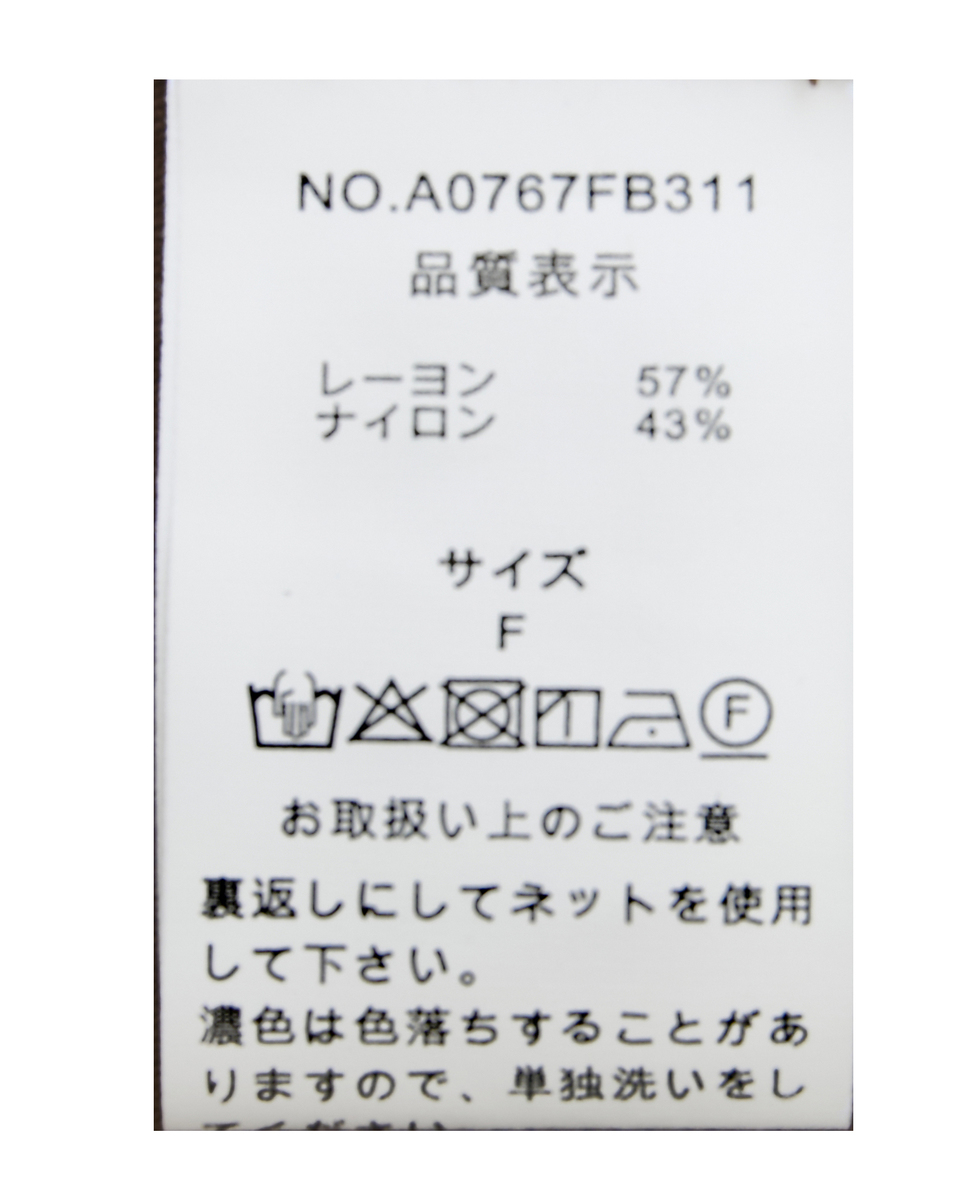 NO.A0767FB311
品質表示
レーヨン 57%
ナイロン 43%
サイズ
F
F
お取扱い上のご注意
裏返しにしてネットを使用
して下さい。
濃色は色落ちすることがあ
りますので、単独洗いをし